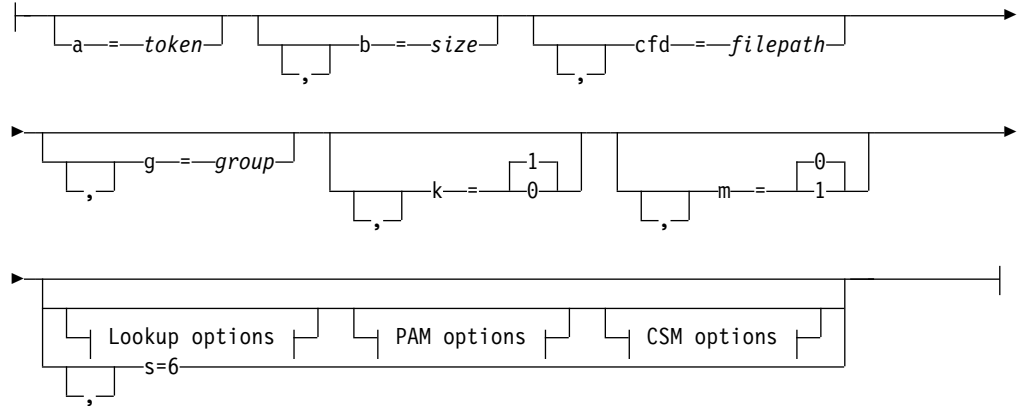 a = token , b = size , cfd = filepath
, g = group , k = 1 0 , m = 0 1
Lookup options PAM options CSM options
, s=6